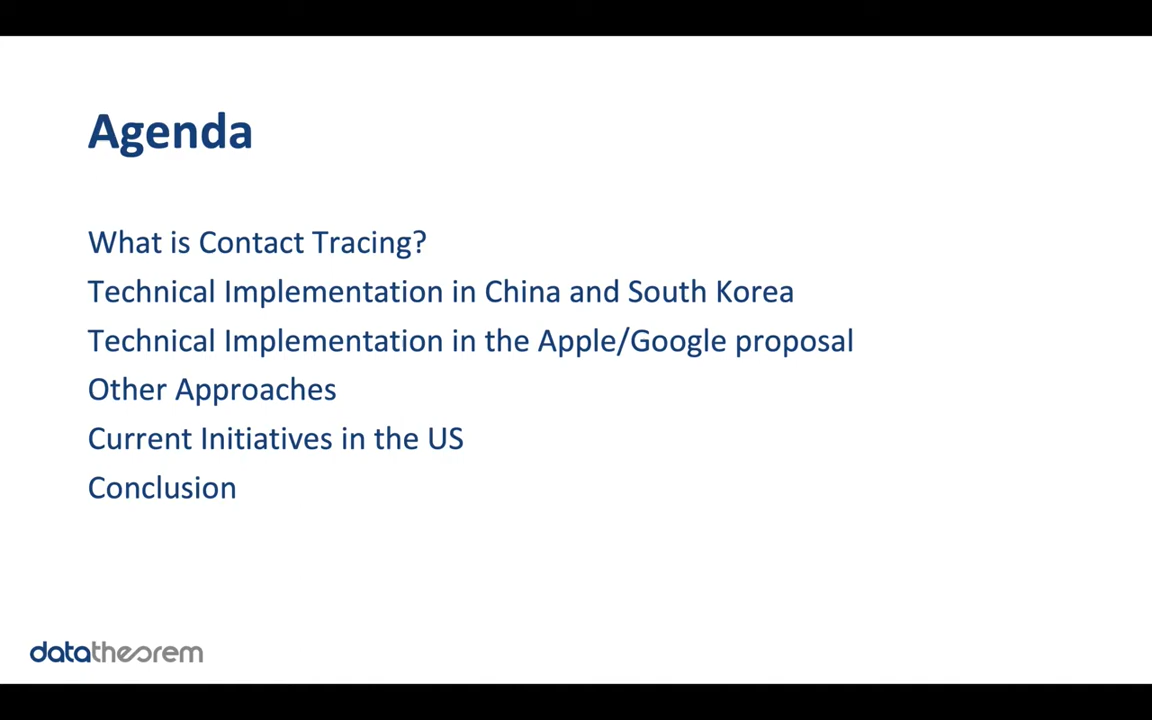 Agenda
What is Contact Tracing?
Technical Implementation in China and South Korea
Technical Implementation in the Apple/Google proposal
Other Approaches
Current Initiatives in the US
Conclusion
datatheorem